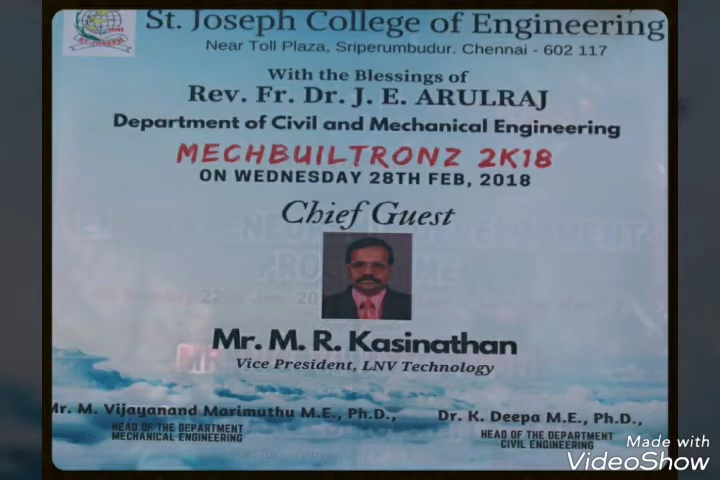 St. Joseph College of Engineering
Near Toll Plaza, Sriperumbudur. Chennai - 602 117
With the Blessings of
Rev. Fr. Dr. J. E. ARULRAJ
Department of Civil and Mechanical Engineering
MECHBUILTRONZ 2K18
ON WEDNESDAY 28TH FEB, 2018
Chief Guest
Mr. M. R. Kasinathan
Vice President, LNV Technology
Mr. M. Vijayanand Marimuthu M.E., Ph.D.,
HEAD OF THE DEPARTMENT
MECHANICAL ENGINEERING
Dr. K. Deepa M.E., Ph.D.,
HEAD OF THE DEPARTMENT
CIVIL ENGINEERING
Made with
VideoShow